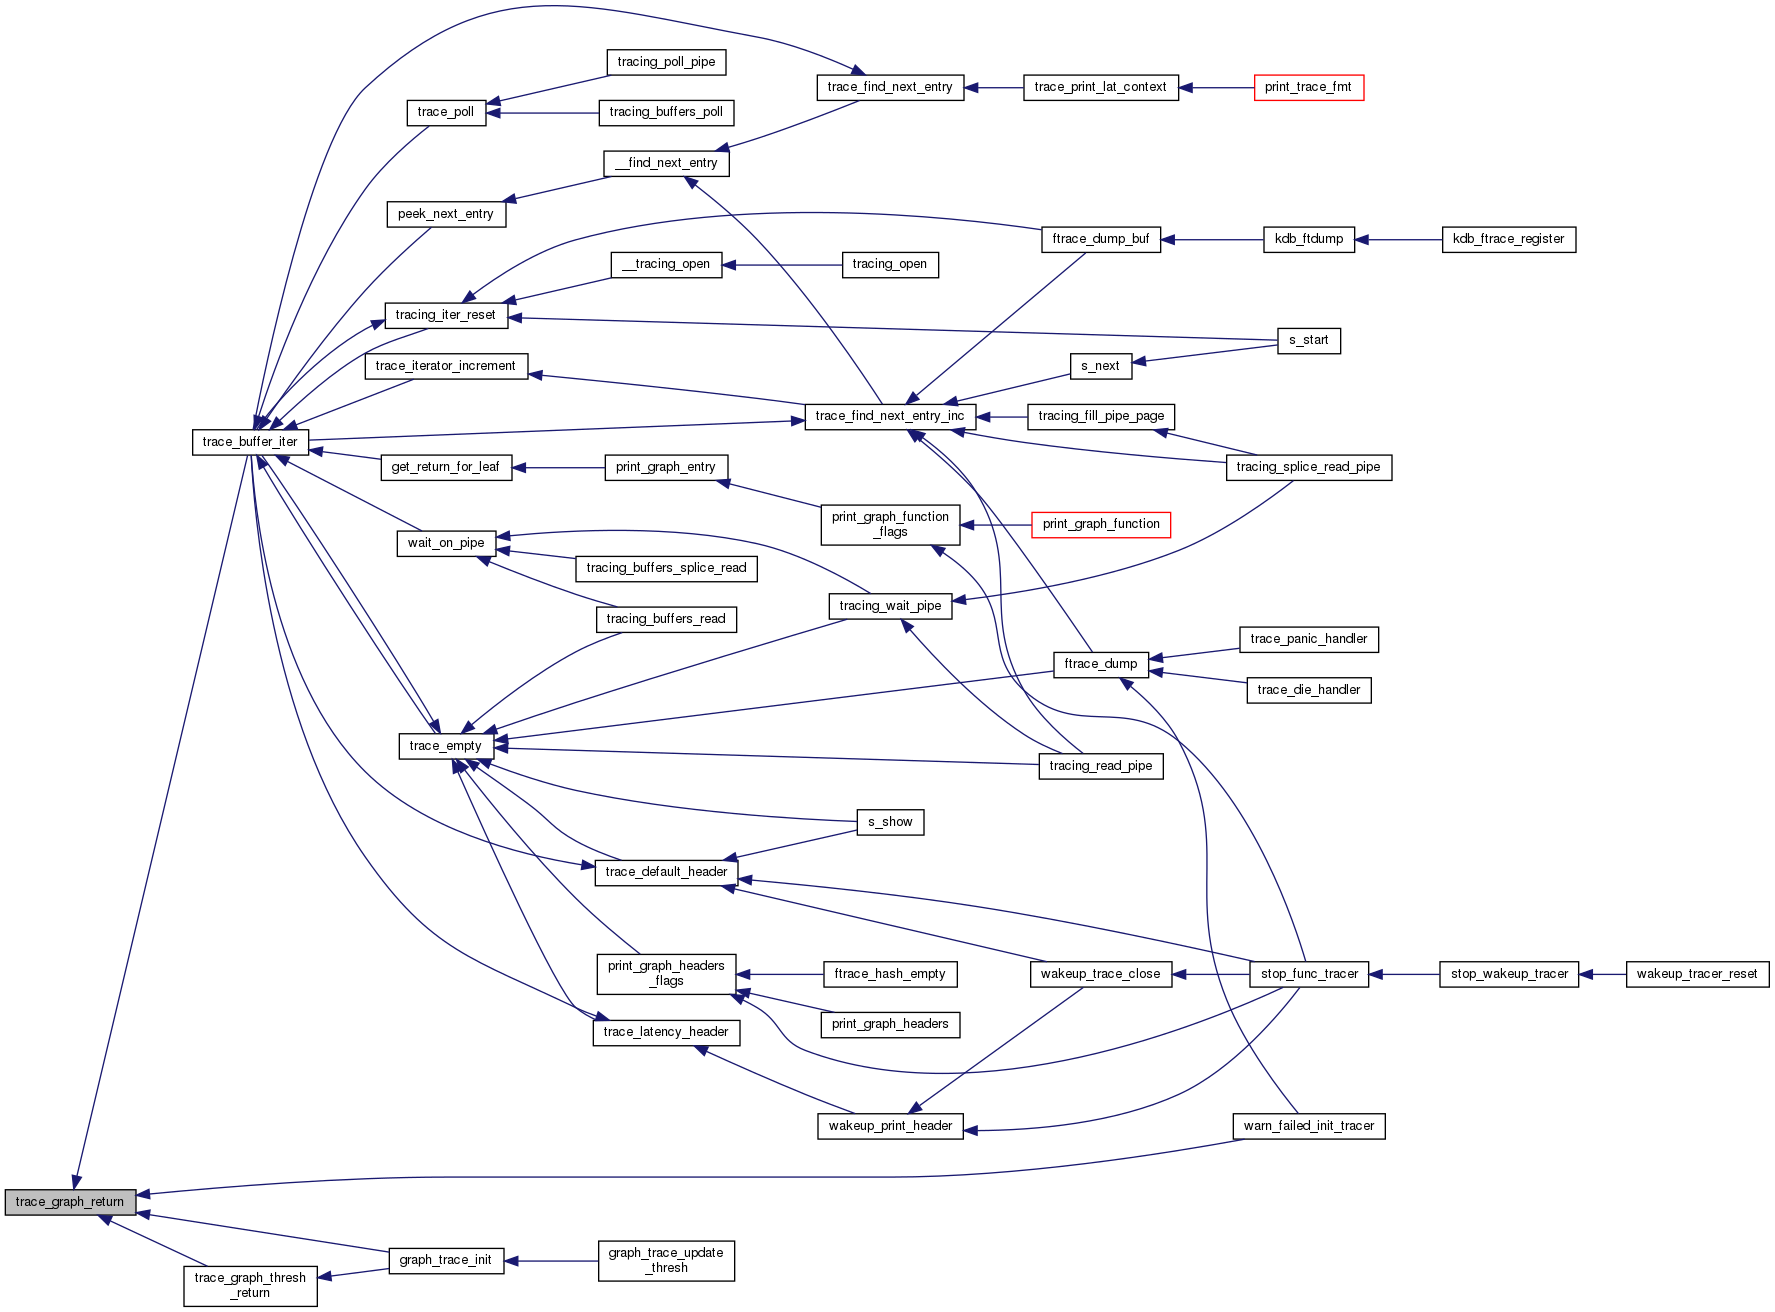 tracing_poll_pipe
trace_find_next_entry
trace_print_lat_context
print_trace_fmt
trace_poll
tracing_buffers_poll
__find_next_entry
peek_next_entry
ftrace_dump_buf
kdb_ftdump
kdb_ftrace_register
__tracing_open
tracing_open
tracing_iter_reset
s_start
trace_iterator_increment
s_next
trace_find_next_entry_inc
tracing_fill_pipe_page
trace_buffer_iter
get_return_for_leaf
print_graph_entry
tracing_splice_read_pipe
print_graph_function
_flags
print_graph_function
wait_on_pipe
tracing_buffers_splice_read
tracing_wait_pipe
tracing_buffers_read
trace_panic_handler
ftrace_dump
trace_die_handler
trace_empty
tracing_read_pipe
s_show
trace_default_header
print_graph_headers
_flags
ftrace_hash_empty
wakeup_trace_close
stop_func_tracer
stop_wakeup_tracer
wakeup_tracer_reset
print_graph_headers
trace_latency_header
wakeup_print_header
warn_failed_init_tracer
trace_graph_return
graph_trace_init
graph_trace_update
_thresh
trace_graph_thresh
_return